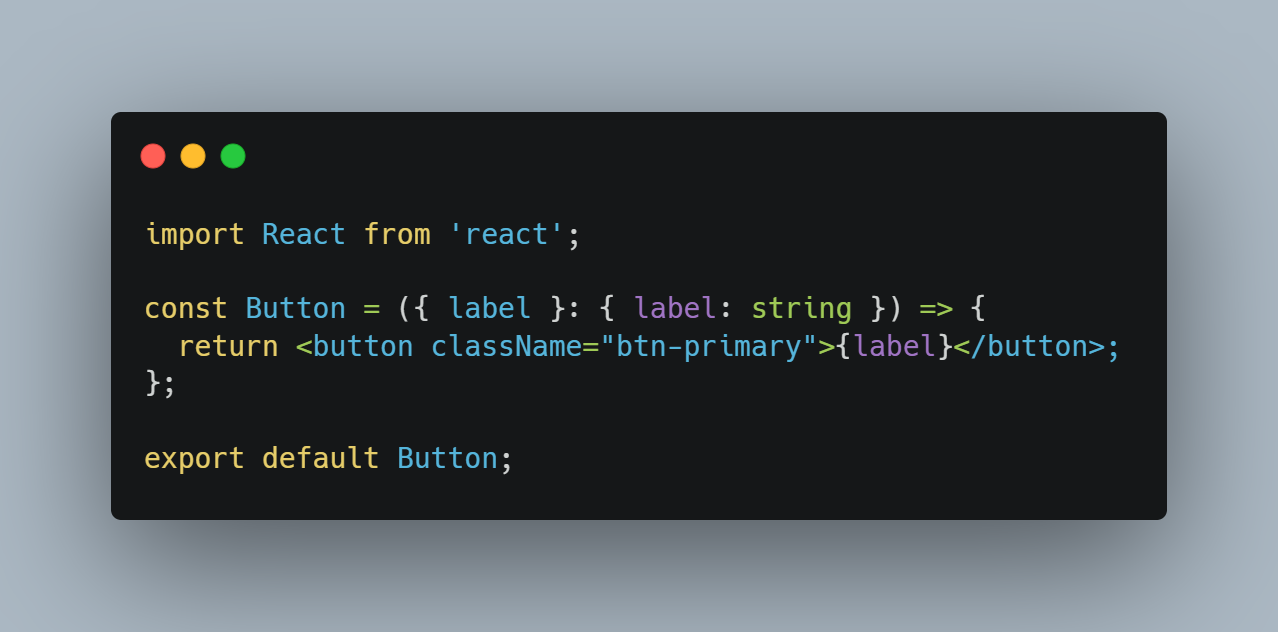 import React from 'react';
const Button = ({ label }: { label: string }) => {
  return <button className="btn-primary">{label}</button>;
};
export default Button;